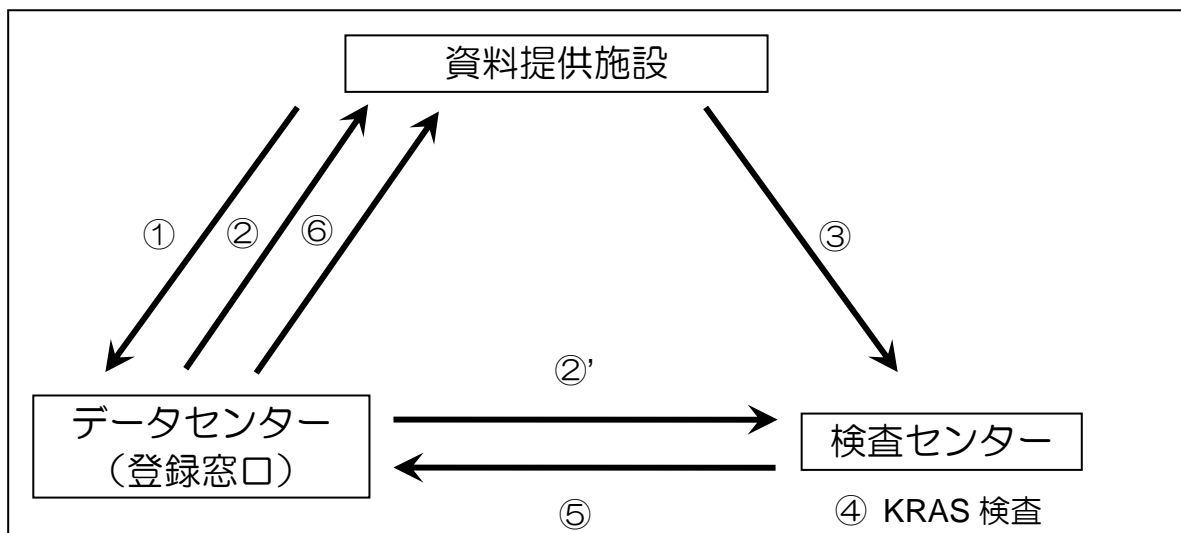 資料提供施設
①
②
⑥
③
②’
データセンター
（登録窓口）
検査センター
⑤
④ KRAS 検査